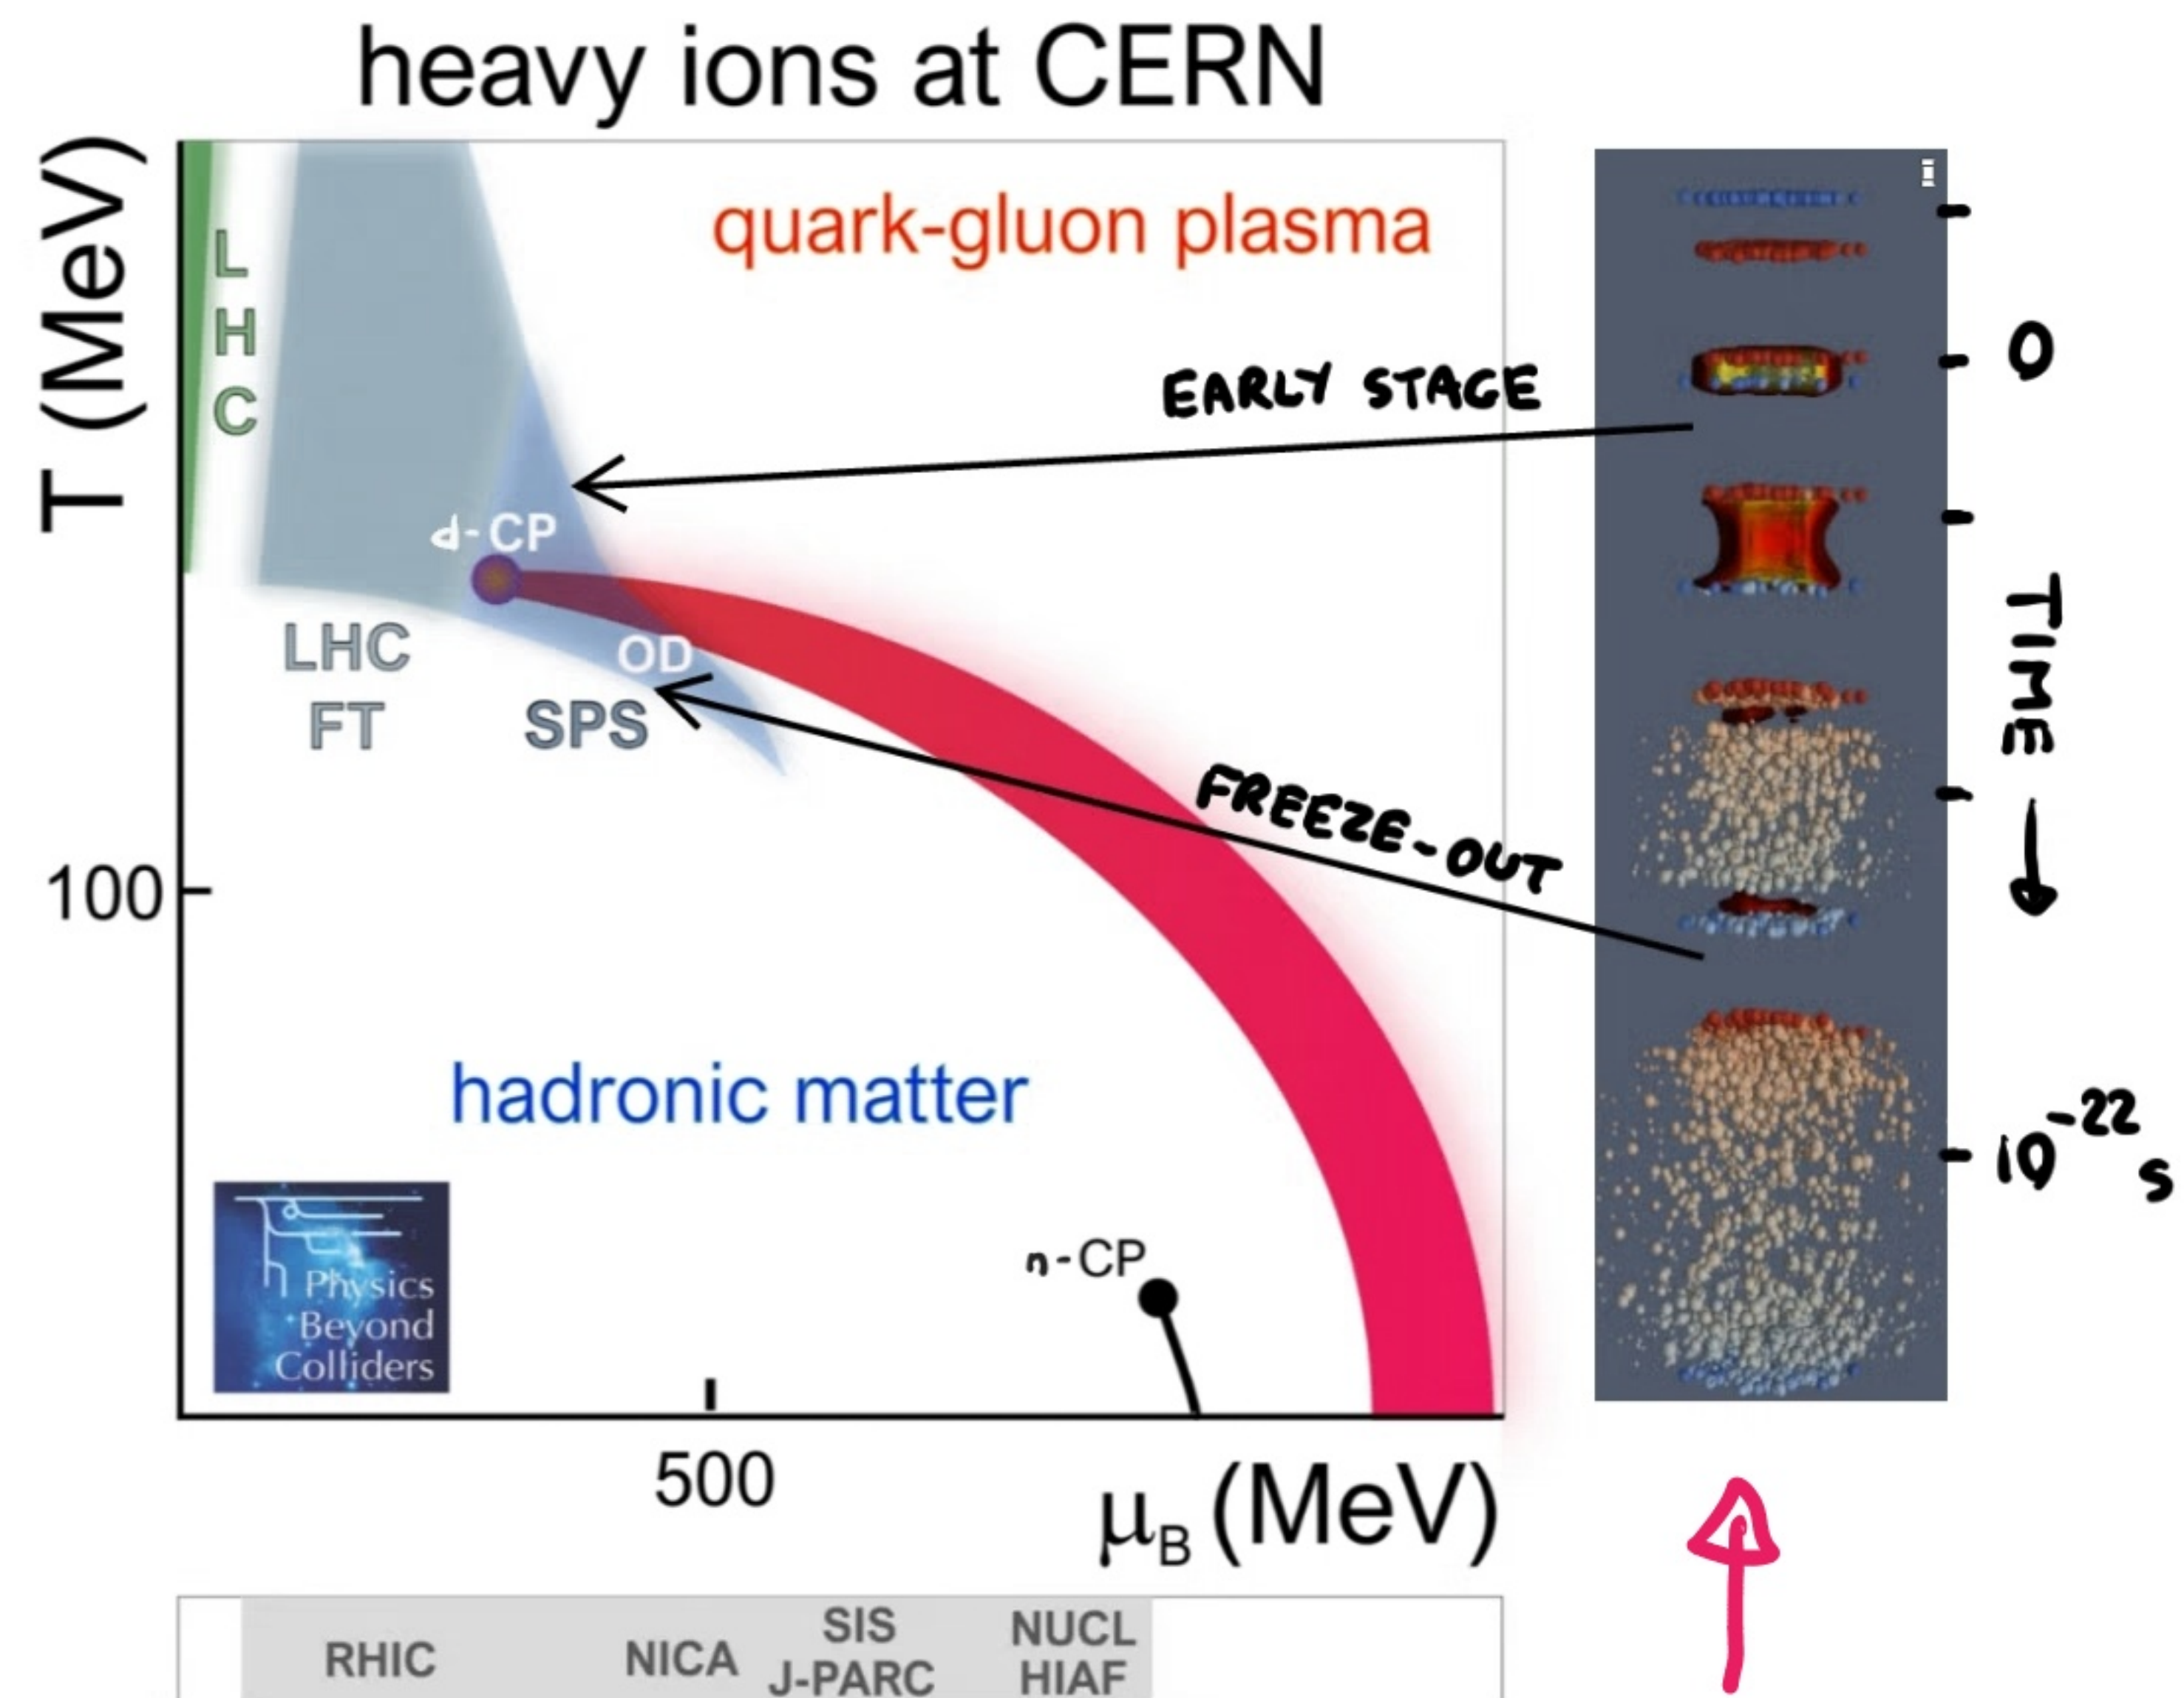 heavy ions at CERN
T (MeV)
LHC
quark-gluon plasma
EARLY STAGE
d-CP
OD
LHC
FT
SPS
FREEZE-OUT
100
hadronic matter
n-CP
Physics
Beyond
Colliders
500
μB (MeV)
0
TIME
10-22 s
RHIC
NICA
SIS
J-PARC
NUCL
HIAF